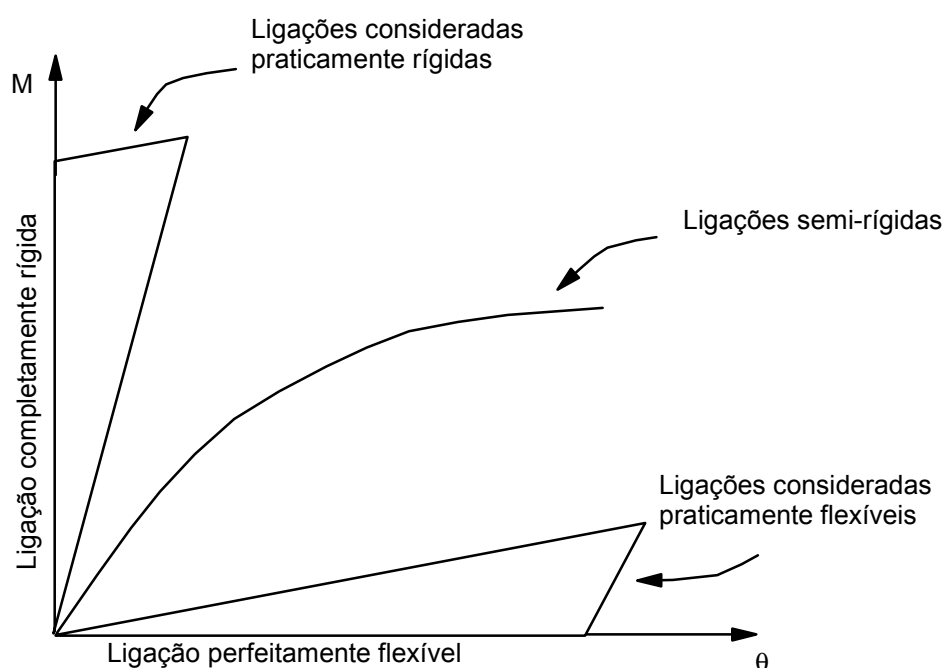 Ligações consideradas
praticamente rígidas
M
Ligação completamente rígida
Ligações semi-rígidas
Ligações consideradas
praticamente flexíveis
Ligação perfeitamente flexível
θ